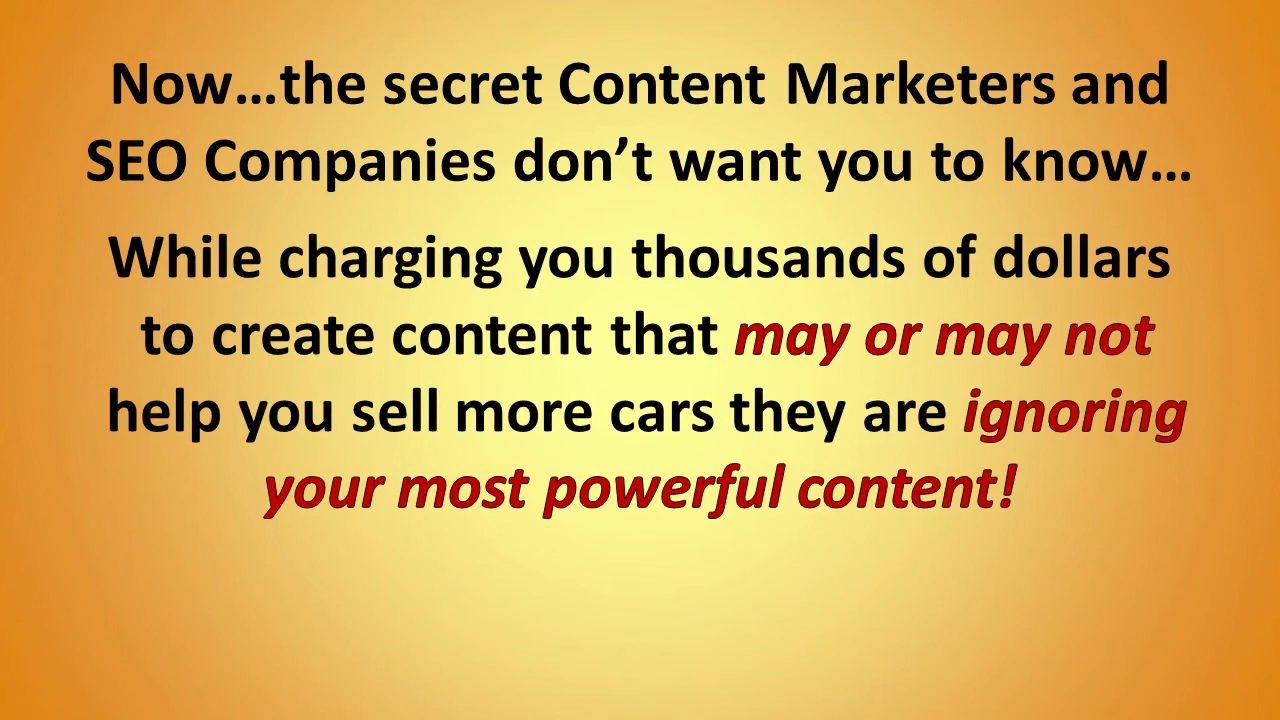 Now…the secret Content Marketers and
SEO Companies don’t want you to know…
While charging you thousands of dollars
to create content that may or may not
help you sell more cars they are ignoring
your most powerful content!